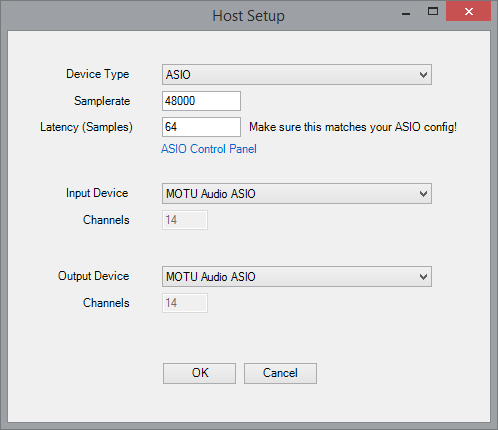 Host Setup
Device Type ASIO
Samplerate 48000
Latency (Samples) 64 Make sure this matches your ASIO config!
ASIO Control Panel
Input Device MOTU Audio ASIO
Channels 14
Output Device MOTU Audio ASIO
Channels 14
OK Cancel